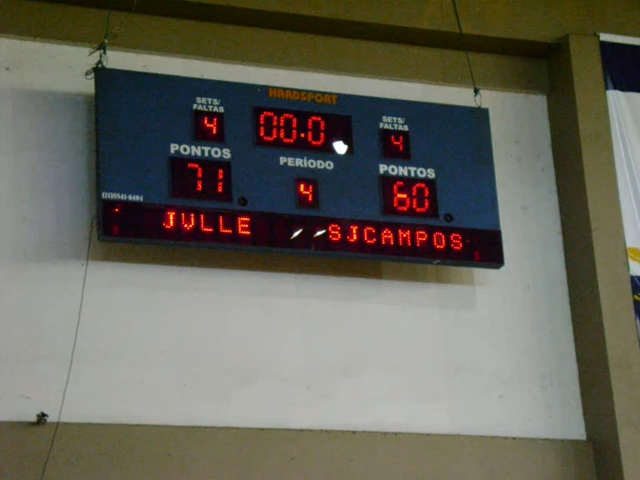 HARDSPORT
SETS/
FALTAS
4
00:0
SETS/
FALTAS
4
PONTOS
71
PERÍODO
4
PONTOS
60
JVLLE
SJCAMPOS